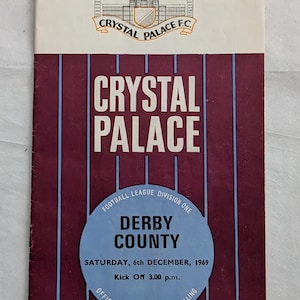 CRYSTAL PALACE F.C.
CRYSTAL
PALACE
FOOTBALL LEAGUE DIVISION ONE
DERBY
COUNTY
SATURDAY, 6th DECEMBER, 1969
Kick Off 3.00 p.m.